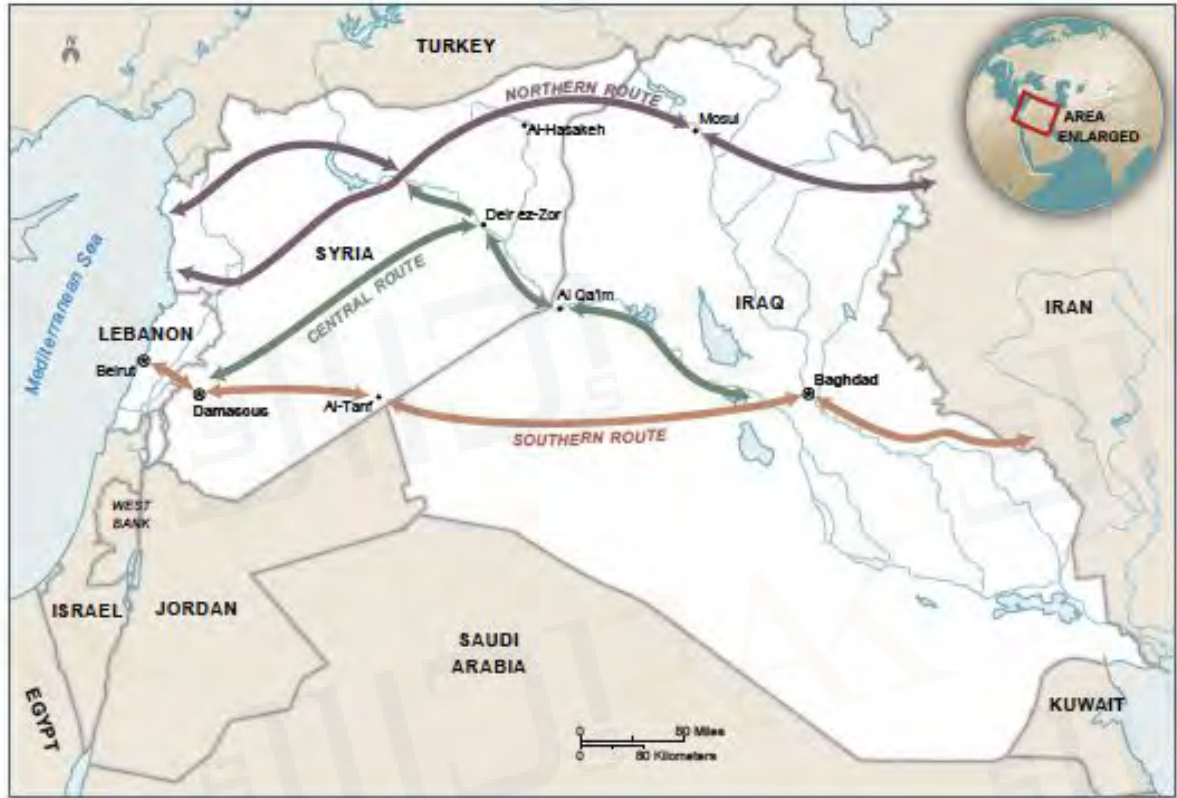 N
TURKEY
NORTHERN ROUTE
Al-Hasakeh
Mosul
AREA
ENLARGED
Deir ez-Zor
SYRIA
CENTRAL ROUTE
Al Qa'im
IRAQ
IRAN
Mediterranean Sea
LEBANON
Beirut
Damascus
Al-Tanf
Baghdad
SOUTHERN ROUTE
WEST
BANK
ISRAEL
JORDAN
SAUDI
ARABIA
EGYPT
KUWAIT
0 50 Miles
0 50 Kilometers